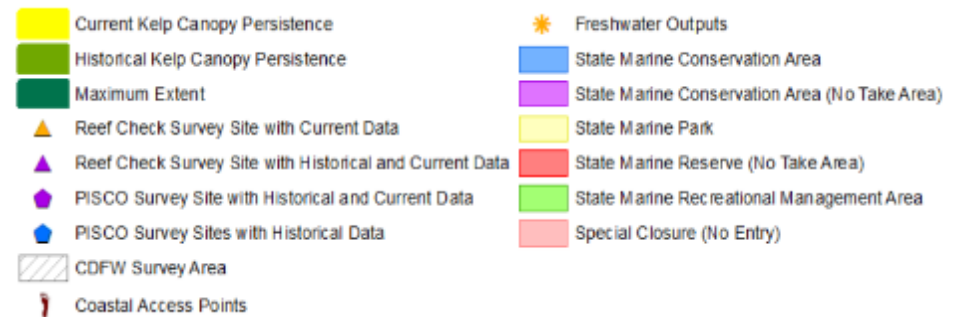 Current Kelp Canopy Persistence
Historical Kelp Canopy Persistence
Maximum Extent
Reef Check Survey Site with Current Data
Reef Check Survey Site with Historical and Current Data
PISCO Survey Site with Historical and Current Data
PISCO Survey Sites with Historical Data
CDFW Survey Area
Coastal Access Points
Freshwater Outputs
State Marine Conservation Area
State Marine Conservation Area (No Take Area)
State Marine Park
State Marine Reserve (No Take Area)
State Marine Recreational Management Area
Special Closure (No Entry)